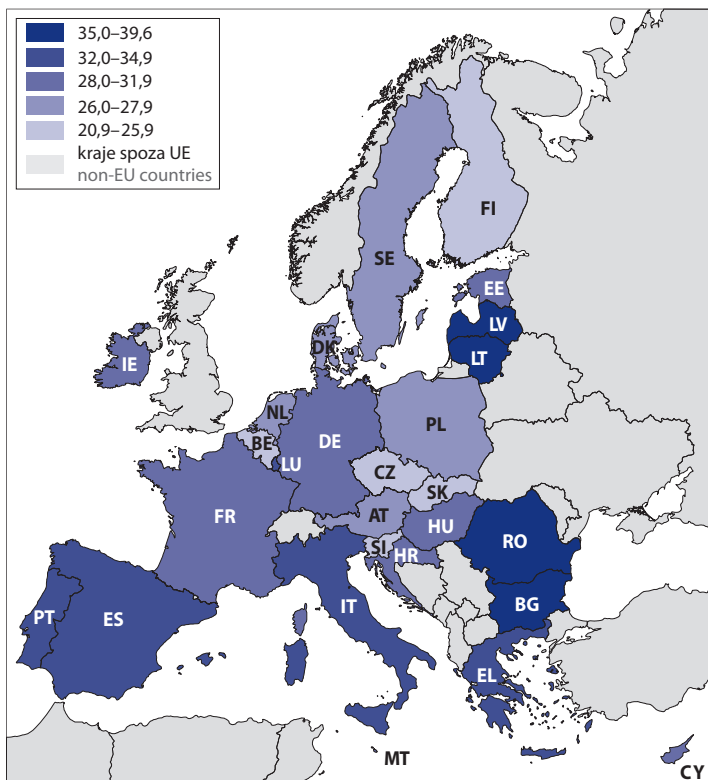 35,0–39,6
32,0–34,9
28,0–31,9
26,0–27,9
20,9–25,9
kraje spoza UE
non-EU countries
FI
SE
EE
LV
DK
LT
IE
NL
PL
BE
DE
LU
CZ
SK
FR
AT
HU
RO
SI
HR
IT
BG
PT
ES
EL
MT
CY